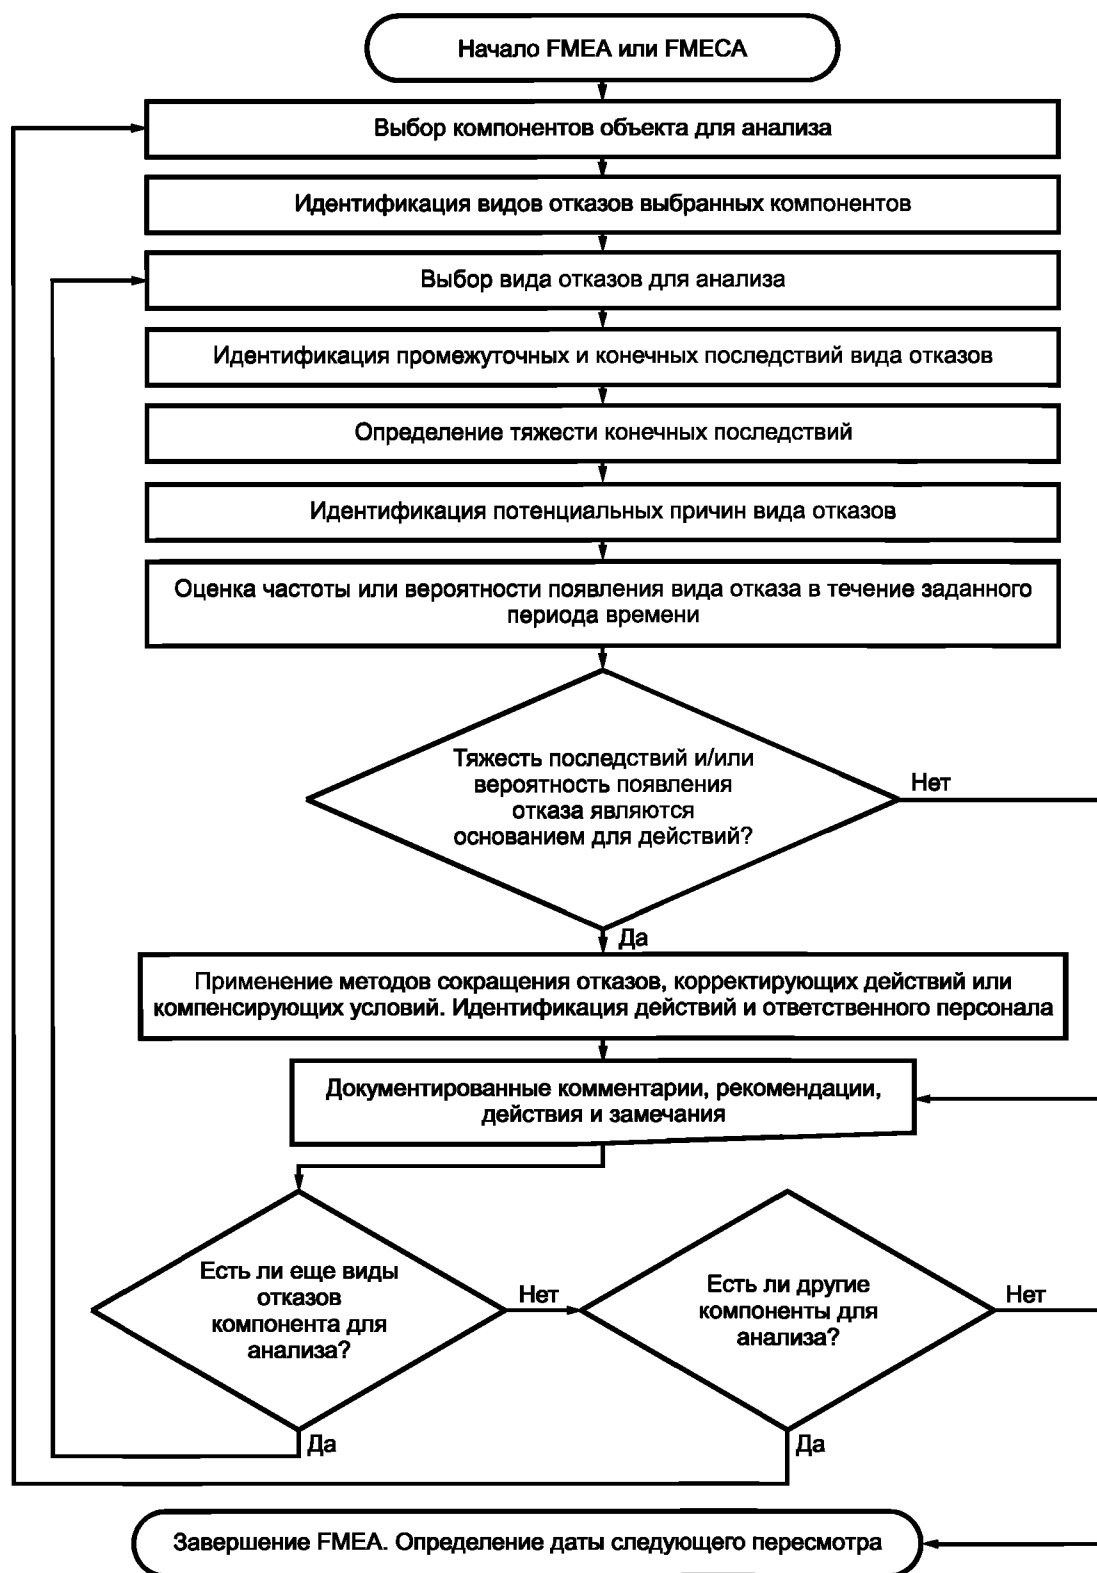 Начало FMEA или FMECA
Выбор компонентов объекта для анализа
Идентификация видов отказов выбранных компонентов
Выбор вида отказов для анализа
Идентификация промежуточных и конечных последствий вида отказов
Определение тяжести конечных последствий
Идентификация потенциальных причин вида отказов
Оценка частоты или вероятности появления вида отказа в течение заданного
периода времени
Тяжесть последствий и/или
вероятность появления
отказа являются
основанием для действий?
Нет
Да
Применение методов сокращения отказов, корректирующих действий или
компенсирующих условий. Идентификация действий и ответственного персонала
Документированные комментарии, рекомендации,
действия и замечания
Есть ли еще виды
отказов
компонента для
анализа?
Нет
Да
Есть ли другие
компоненты для
анализа?
Нет
Да
Завершение FMEA. Определение даты следующего пересмотра